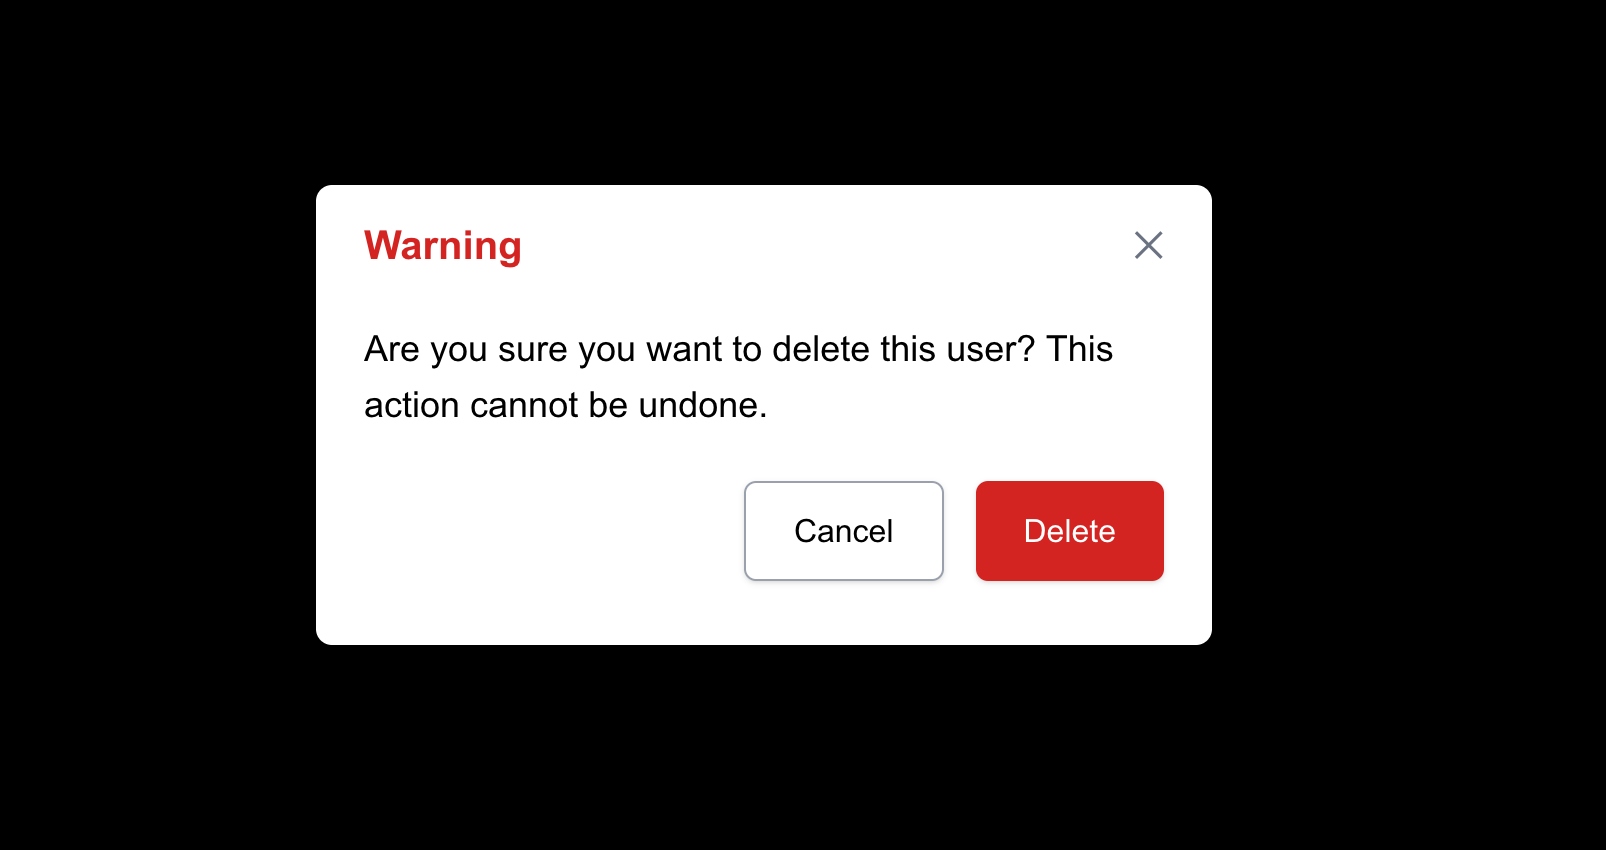 Warning
Are you sure you want to delete this user? This
action cannot be undone.
Cancel
Delete